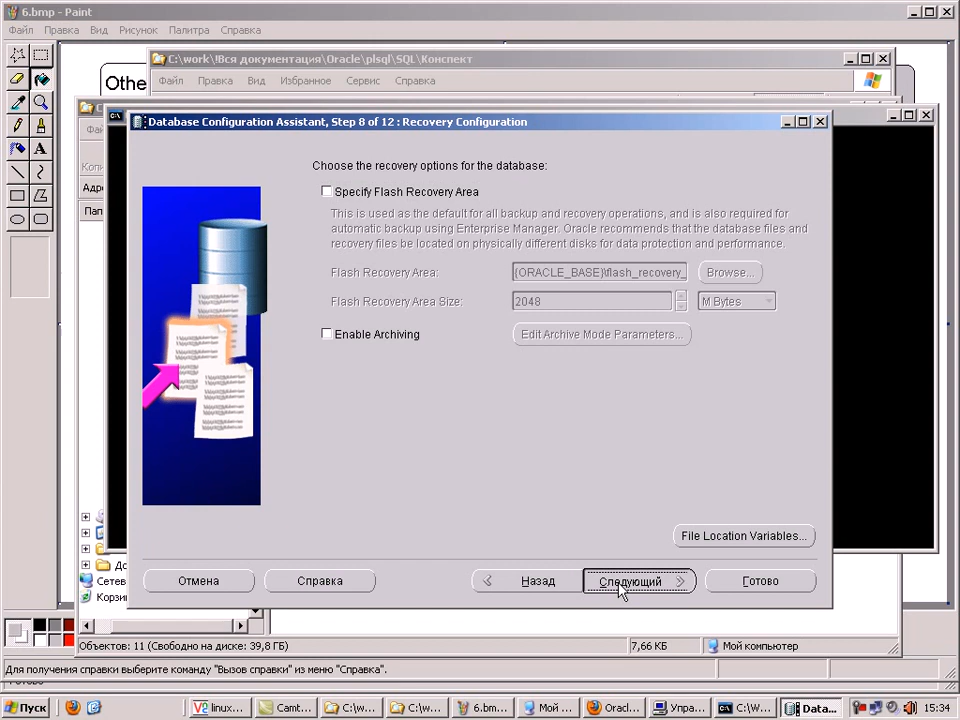 6.bmp - Paint
Файл Правка Вид Рисунок Палитра Справка
C:\work\!Вся документация\Oracle\plsql\SQL\Конспект
Файл Правка Вид Избранное Сервис Справка
Othe
Database Configuration Assistant, Step 8 of 12 : Recovery Configuration
Фай
Копи
Адре
Пап
Choose the recovery options for the database:
Specify Flash Recovery Area
This is used as the default for all backup and recovery operations, and is also required for
automatic backup using Enterprise Manager. Oracle recommends that the database files and
recovery files be located on physically different disks for data protection and performance.
Flash Recovery Area: {ORACLE_BASE}\flash_recovery_ Browse...
Flash Recovery Area Size: 2048 M Bytes
Enable Archiving Edit Archive Mode Parameters...
File Location Variables...
До
Сетев
Корзи
Отмена Справка Назад Следующий Готово
Объектов: 11 (Свободно на диске: 39,8 ГБ) 7,66 КБ Мой компьютер
Для получения справки выберите команду "Вызов справки" из меню "Справка".
Пуск linux... Camt... C:\w... C:\w... 6.bm... Мой ... Oracl... Упра... C:\W... Data... 15:34